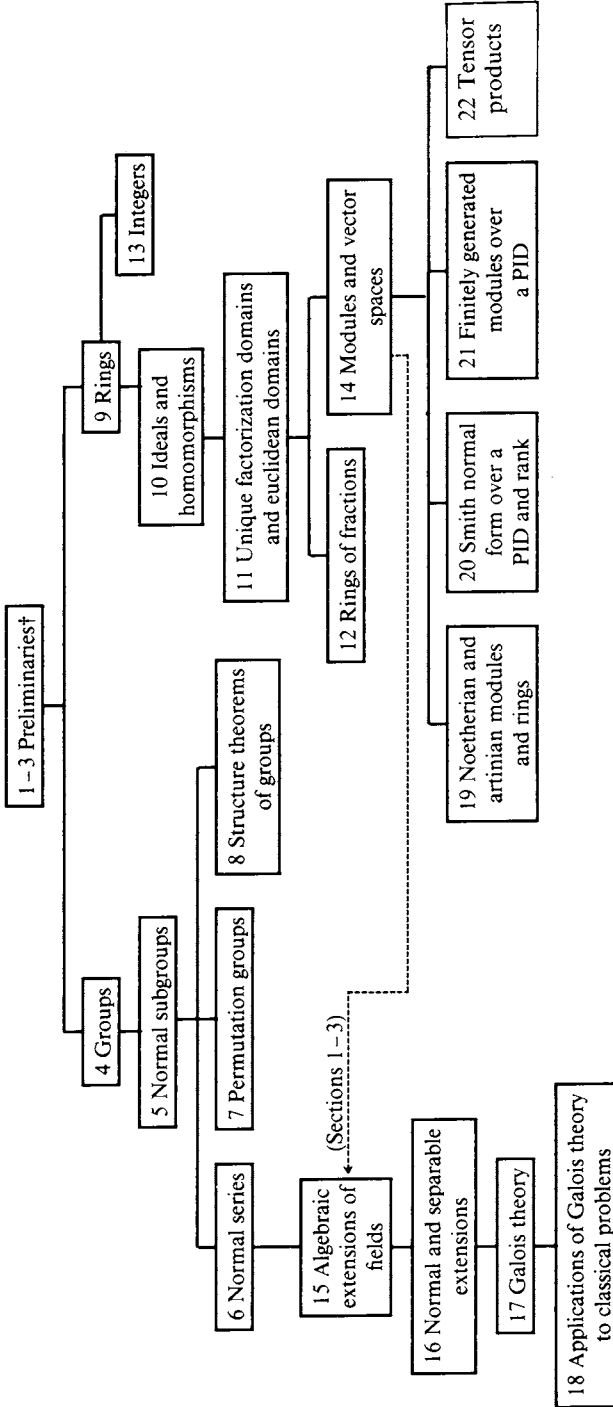 1–3 Preliminaries†
4 Groups
9 Rings
5 Normal subgroups
10 Ideals and
homomorphisms
13 Integers
6 Normal series
7 Permutation groups
8 Structure theorems
of groups
11 Unique factorization domains
and euclidean domains
(Sections 1–3)
15 Algebraic
extensions of
fields
12 Rings of fractions
14 Modules and vector
spaces
16 Normal and separable
extensions
17 Galois theory
18 Applications of Galois theory
to classical problems
19 Noetherian and
artinian modules
and rings
20 Smith normal
form over a
PID and rank
21 Finitely generated
modules over
a PID
22 Tensor
products